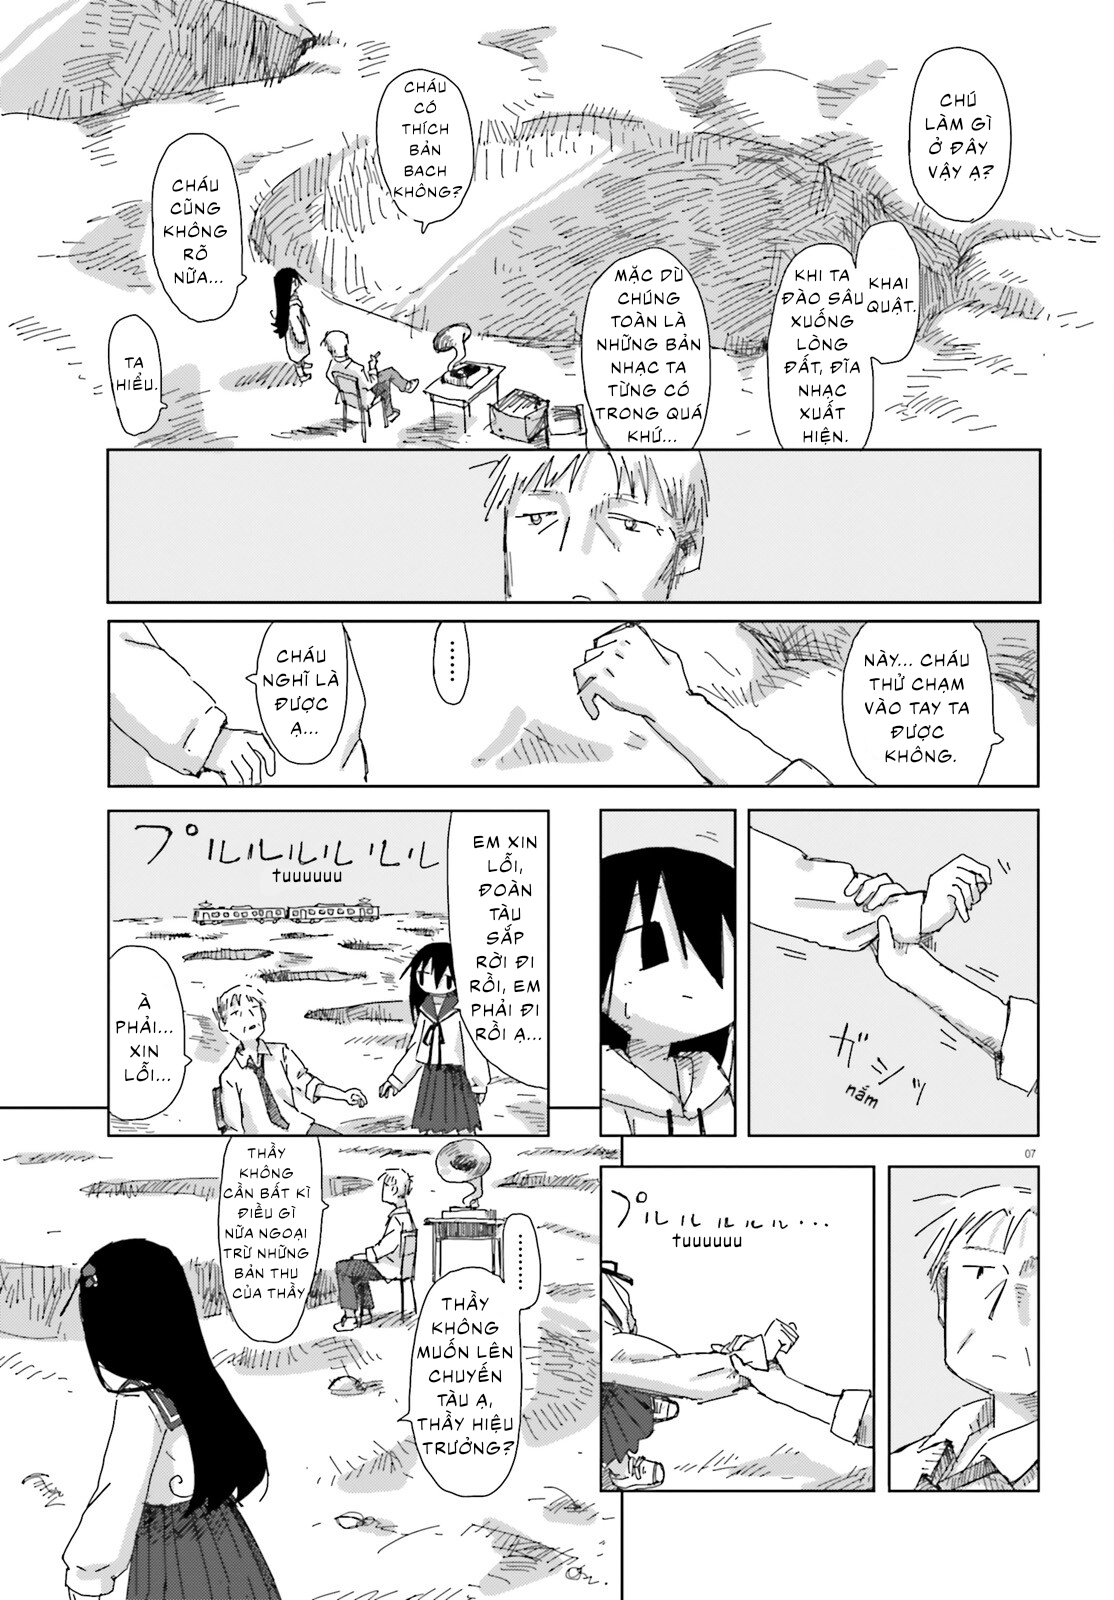 CHÚ
LÀM GÌ
Ở ĐÂY
VẬY Ạ?
KHAI
QUẬT.
KHI TA
ĐÀO SÂU
XUỐNG
LÒNG
ĐẤT, ĐĨA
NHẠC
XUẤT
HIỆN.
MẶC DÙ
CHÚNG
TOÀN LÀ
NHỮNG BẢN
NHẠC TA
TỪNG CÓ
TRONG QUÁ
KHỨ...
CHÁU
CÓ
THÍCH
BẢN
BACH
KHÔNG?
CHÁU
CŨNG
KHÔNG
RÕ
NỮA...
TA
HIỂU.
NÀY... CHÁU
THỬ CHẠM
VÀO TAY TA
ĐƯỢC
KHÔNG.
......
CHÁU
NGHĨ LÀ
ĐƯỢC
Ạ...
ガシッ
nắm
プルルルルルル
tuuuuuu
EM XIN
LỖI,
ĐOÀN
TÀU
SẮP
RỜI ĐI
RỒI, EM
PHẢI ĐI
RỒI Ạ...
À
PHẢI...
XIN
LỖI...
07
プルルルルル...
tuuuuuu
......
THẦY
KHÔNG
MUỐN LÊN
CHUYẾN
TÀU Ạ,
THẦY HIỆU
TRƯỞNG?
THẦY
KHÔNG
CẦN BẤT KÌ
ĐIỀU GÌ
NỮA NGOẠI
TRỪ NHỮNG
BẢN THU
CỦA THẦY